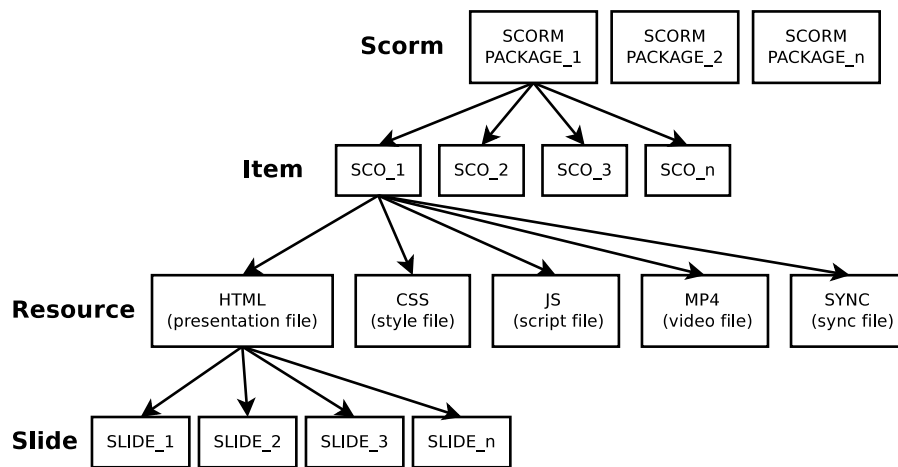 Scorm
SCORM
PACKAGE_1
SCORM
PACKAGE_2
SCORM
PACKAGE_n
Item
SCO_1
SCO_2
SCO_3
SCO_n
Resource
HTML
(presentation file)
CSS
(style file)
JS
(script file)
MP4
(video file)
SYNC
(sync file)
Slide
SLIDE_1
SLIDE_2
SLIDE_3
SLIDE_n